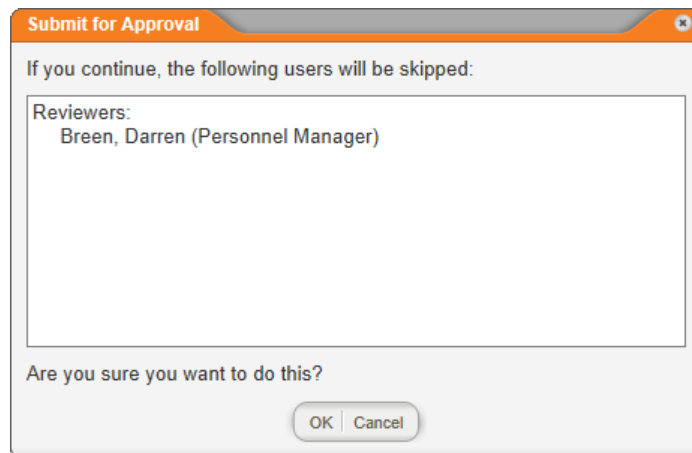 Submit for Approval
If you continue, the following users will be skipped:
Reviewers:
Breen, Darren (Personnel Manager)
Are you sure you want to do this?
OK Cancel